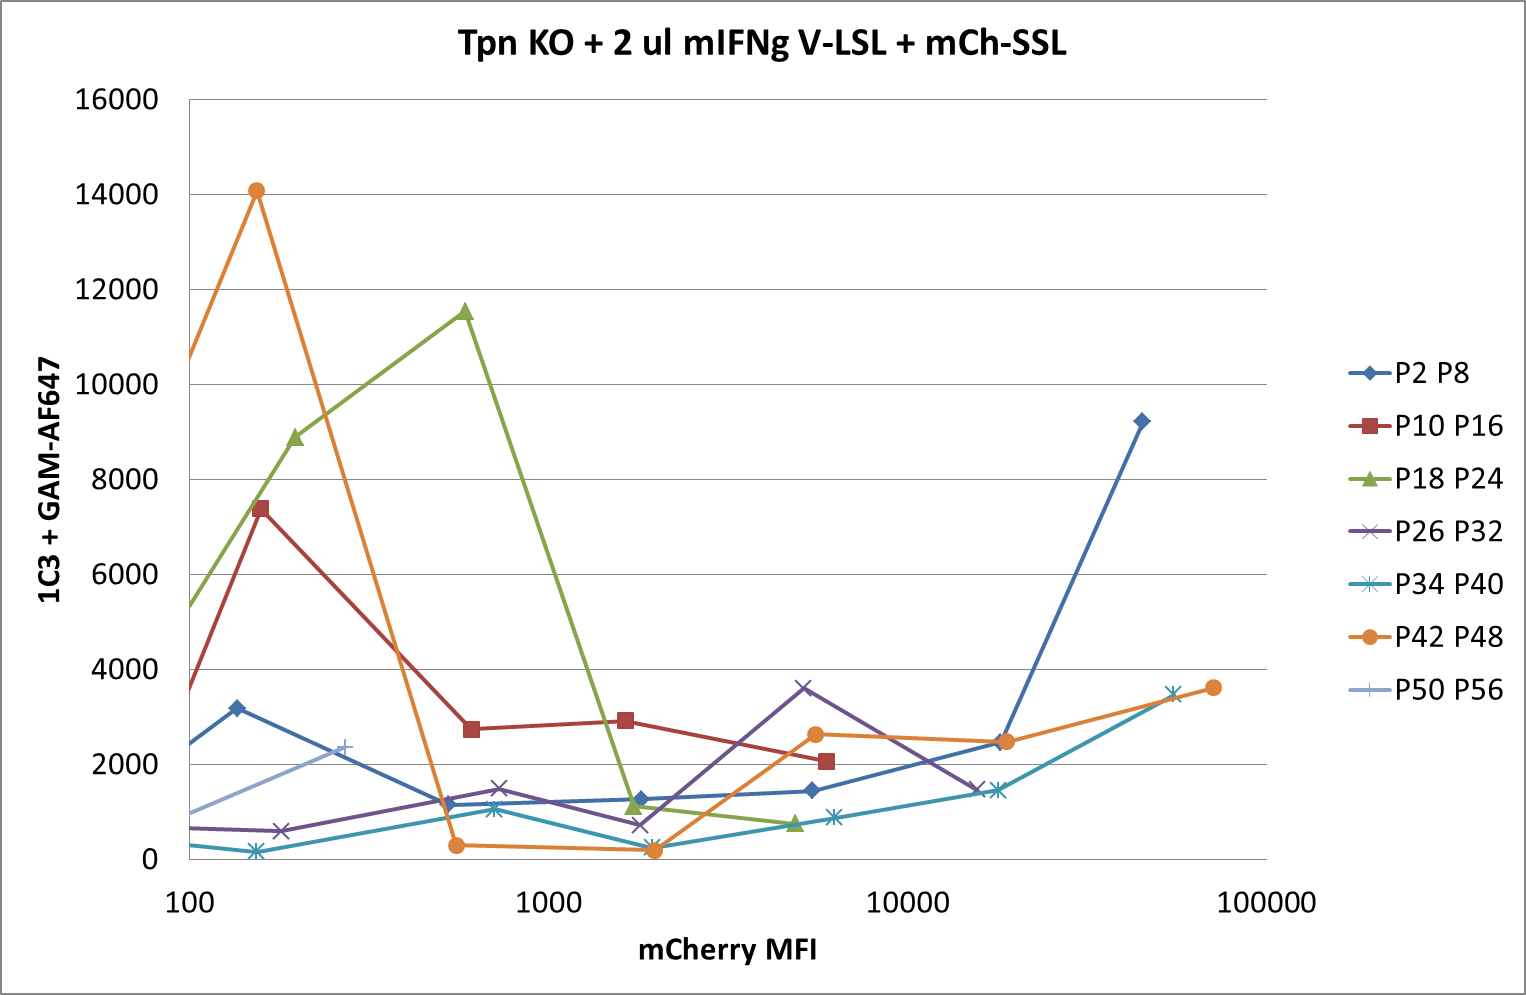 Tpn KO + 2 ul mIFNg V-LSL + mCh-SSL
16000
14000
12000
10000
8000
6000
4000
2000
0
1C3 + GAM-AF647
100
1000
10000
100000
mCherry MFI
P2 P8
P10 P16
P18 P24
P26 P32
P34 P40
P42 P48
P50 P56